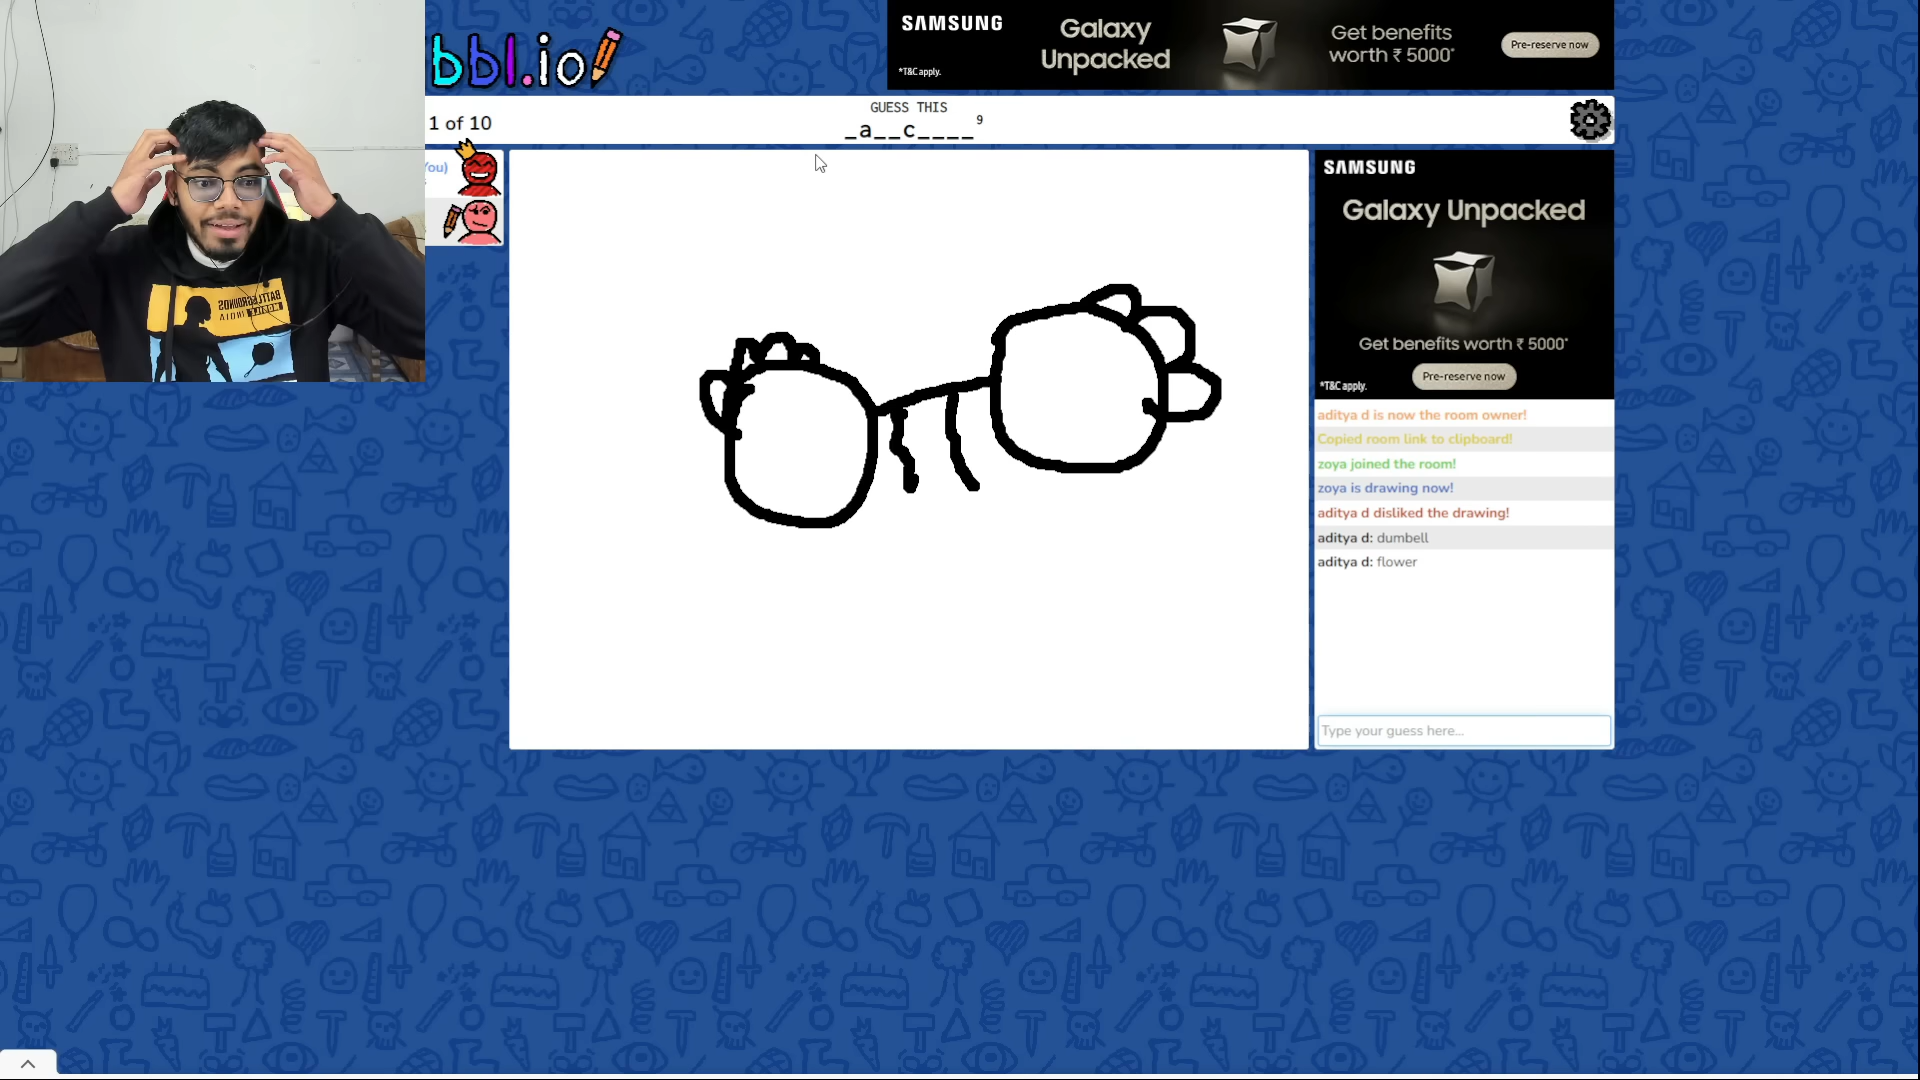 bbl.io
SAMSUNG
*T&C apply.
Galaxy
Unpacked
Get benefits
worth ₹ 5000*
Pre-reserve now
1 of 10
GUESS THIS
_a__c____ 9
You)
BATTLEGROUNDS
MOBILE INDIA
SAMSUNG
Galaxy Unpacked
Get benefits worth ₹ 5000*
*T&C apply.
Pre-reserve now
aditya d is now the room owner!
Copied room link to clipboard!
zoya joined the room!
zoya is drawing now!
aditya d disliked the drawing!
aditya d: dumbell
aditya d: flower
Type your guess here...